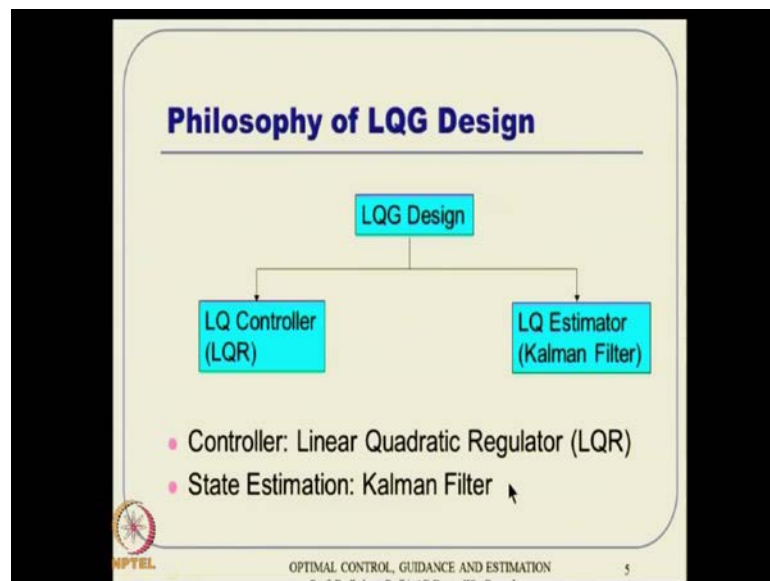 Philosophy of LQG Design
LQG Design
LQ Controller
(LQR)
LQ Estimator
(Kalman Filter)
Controller: Linear Quadratic Regulator (LQR)
State Estimation: Kalman Filter
NPTEL
OPTIMAL CONTROL, GUIDANCE AND ESTIMATION
5